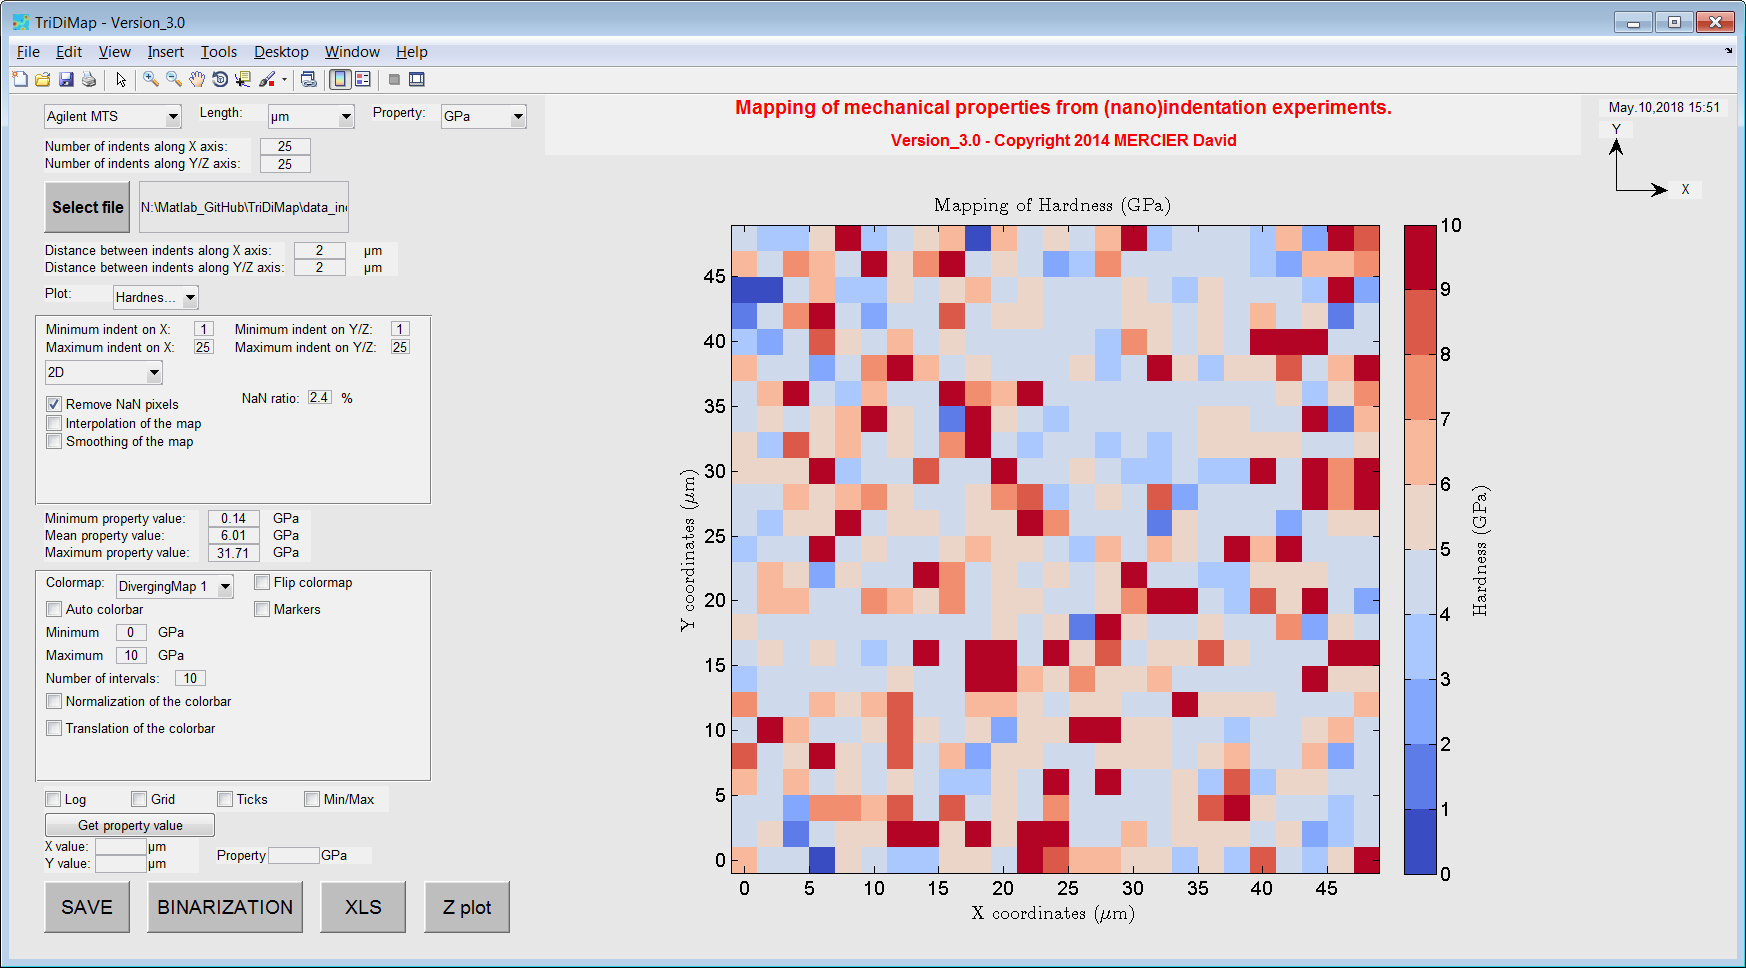 TriDiMap - Version_3.0
File Edit View Insert Tools Desktop Window Help
Agilent MTS Length: µm Property: GPa
Mapping of mechanical properties from (nano)indentation experiments.
Version_3.0 - Copyright 2014 MERCIER David
May.10,2018 15:51
Y
X
Number of indents along X axis: 25
Number of indents along Y/Z axis: 25
Select file N:\Matlab_GitHub\TriDiMap\data_in
Distance between indents along X axis: 2 µm
Distance between indents along Y/Z axis: 2 µm
Plot: Hardnes...
Minimum indent on X: 1 Minimum indent on Y/Z: 1
Maximum indent on X: 25 Maximum indent on Y/Z: 25
2D
Remove NaN pixels NaN ratio: 2.4 %
Interpolation of the map
Smoothing of the map
Minimum property value: 0.14 GPa
Mean property value: 6.01 GPa
Maximum property value: 31.71 GPa
Colormap: DivergingMap 1 Flip colormap
Auto colorbar Markers
Minimum 0 GPa
Maximum 10 GPa
Number of intervals: 10
Normalization of the colorbar
Translation of the colorbar
Log Grid Ticks Min/Max
Get property value
X value: µm
Y value: µm
Property GPa
SAVE BINARIZATION XLS Z plot
Mapping of Hardness (GPa)
45
40
35
30
25
20
15
10
5
0
Y coordinates (µm)
0 5 10 15 20 25 30 35 40 45
X coordinates (µm)
10
9
8
7
6
5
4
3
2
1
0
Hardness (GPa)